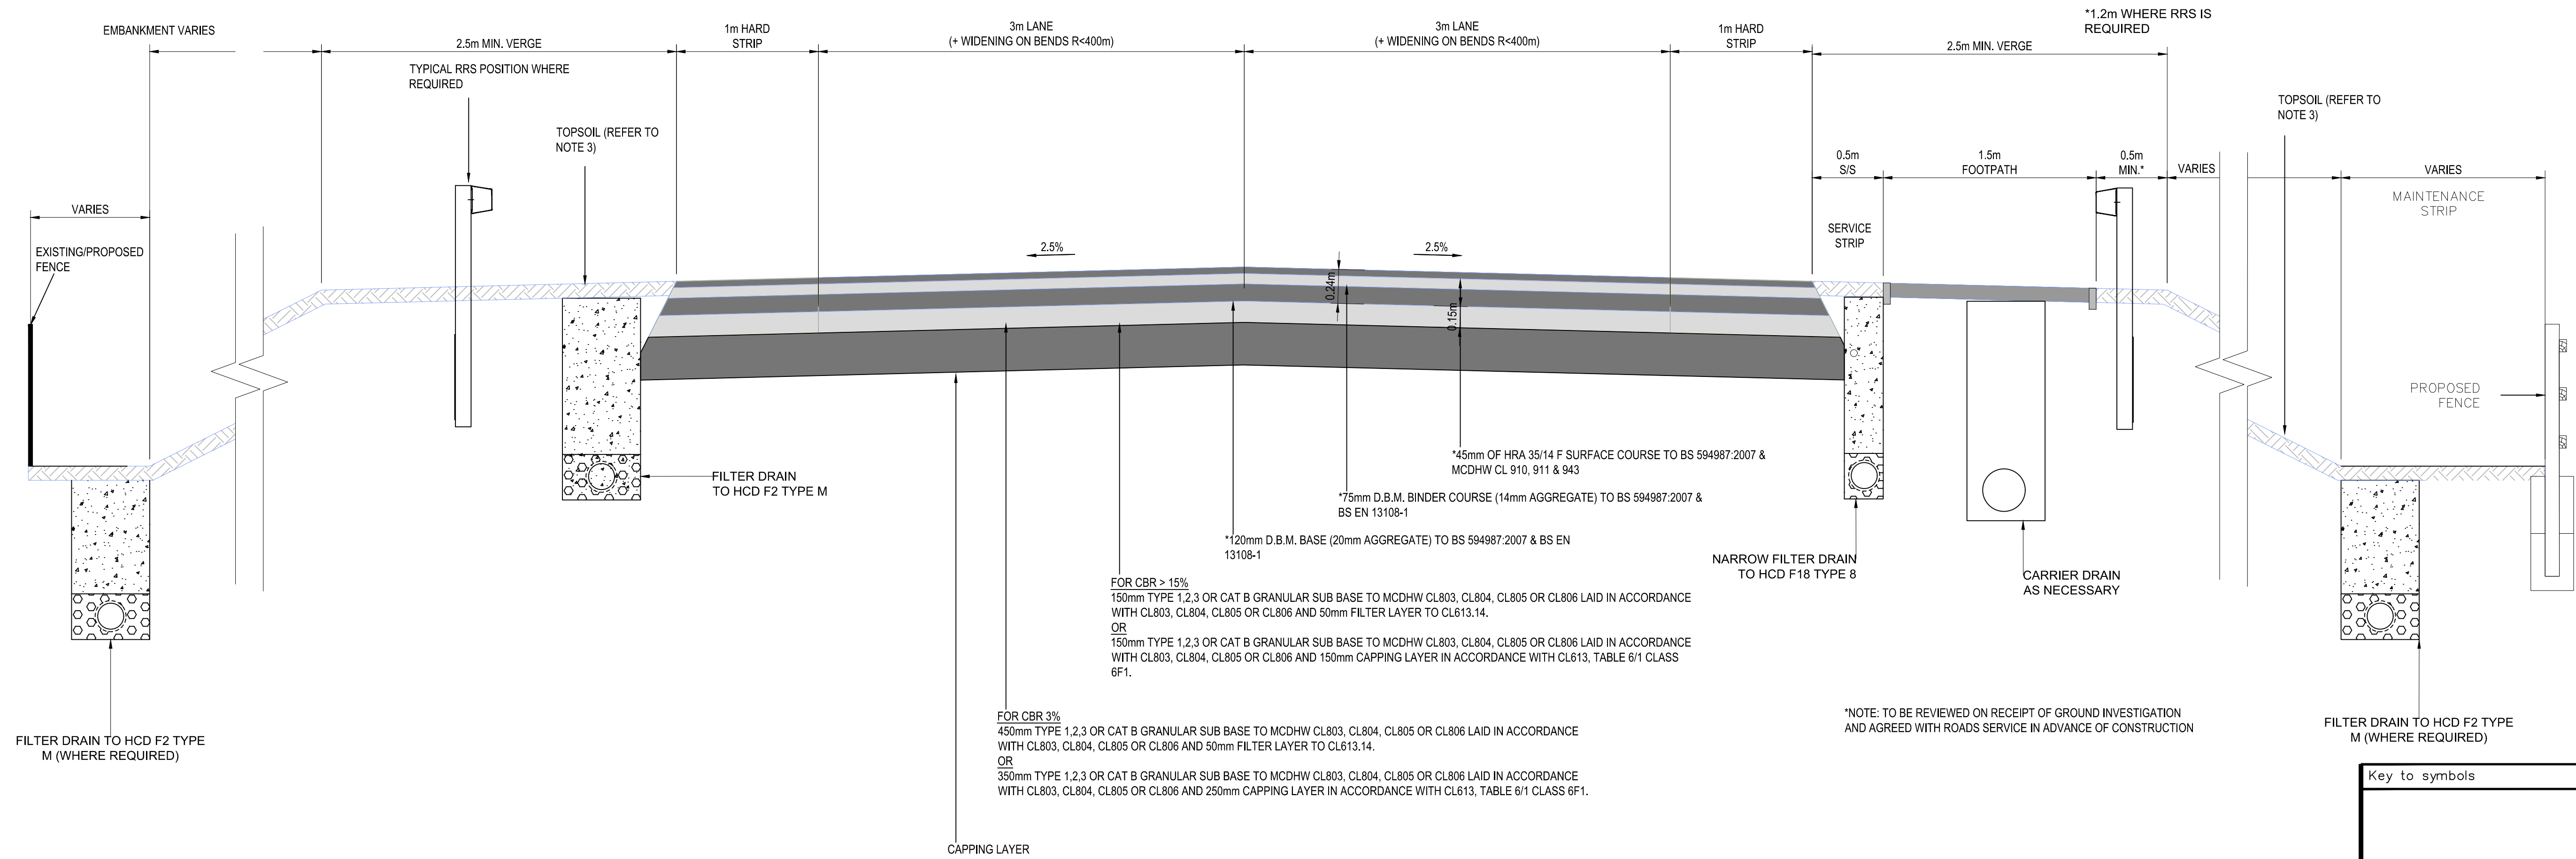 *1.2m WHERE RRS IS
REQUIRED
EMBANKMENT VARIES
2.5m MIN. VERGE
1m HARD
STRIP
3m LANE
(+ WIDENING ON BENDS R<400m)
3m LANE
(+ WIDENING ON BENDS R<400m)
1m HARD
STRIP
2.5m MIN. VERGE
TYPICAL RRS POSITION WHERE
REQUIRED
TOPSOIL (REFER TO
NOTE 3)
TOPSOIL (REFER TO
NOTE 3)
0.5m
S/S
1.5m
FOOTPATH
0.5m
MIN.*
VARIES
VARIES
MAINTENANCE
STRIP
VARIES
EXISTING/PROPOSED
FENCE
SERVICE
STRIP
2.5%
2.5%
0.24m
0.15m
PROPOSED
FENCE
FILTER DRAIN
TO HCD F2 TYPE M
*45mm OF HRA 35/14 F SURFACE COURSE TO BS 594987:2007 &
MCDHW CL 910, 911 & 943
*75mm D.B.M. BINDER COURSE (14mm AGGREGATE) TO BS 594987:2007 &
BS EN 13108-1
*120mm D.B.M. BASE (20mm AGGREGATE) TO BS 594987:2007 & BS EN
13108-1
NARROW FILTER DRAIN
TO HCD F18 TYPE 8
CARRIER DRAIN
AS NECESSARY
FOR CBR > 15%
150mm TYPE 1,2,3 OR CAT B GRANULAR SUB BASE TO MCDHW CL803, CL804, CL805 OR CL806 LAID IN ACCORDANCE
WITH CL803, CL804, CL805 OR CL806 AND 50mm FILTER LAYER TO CL613.14.
OR
150mm TYPE 1,2,3 OR CAT B GRANULAR SUB BASE TO MCDHW CL803, CL804, CL805 OR CL806 LAID IN ACCORDANCE
WITH CL803, CL804, CL805 OR CL806 AND 150mm CAPPING LAYER IN ACCORDANCE WITH CL613, TABLE 6/1 CLASS
6F1.
FOR CBR 3%
450mm TYPE 1,2,3 OR CAT B GRANULAR SUB BASE TO MCDHW CL803, CL804, CL805 OR CL806 LAID IN ACCORDANCE
WITH CL803, CL804, CL805 OR CL806 AND 50mm FILTER LAYER TO CL613.14.
OR
350mm TYPE 1,2,3 OR CAT B GRANULAR SUB BASE TO MCDHW CL803, CL804, CL805 OR CL806 LAID IN ACCORDANCE
WITH CL803, CL804, CL805 OR CL806 AND 250mm CAPPING LAYER IN ACCORDANCE WITH CL613, TABLE 6/1 CLASS 6F1.
*NOTE: TO BE REVIEWED ON RECEIPT OF GROUND INVESTIGATION
AND AGREED WITH ROADS SERVICE IN ADVANCE OF CONSTRUCTION
FILTER DRAIN TO HCD F2 TYPE
M (WHERE REQUIRED)
FILTER DRAIN TO HCD F2 TYPE
M (WHERE REQUIRED)
Key to symbols
CAPPING LAYER